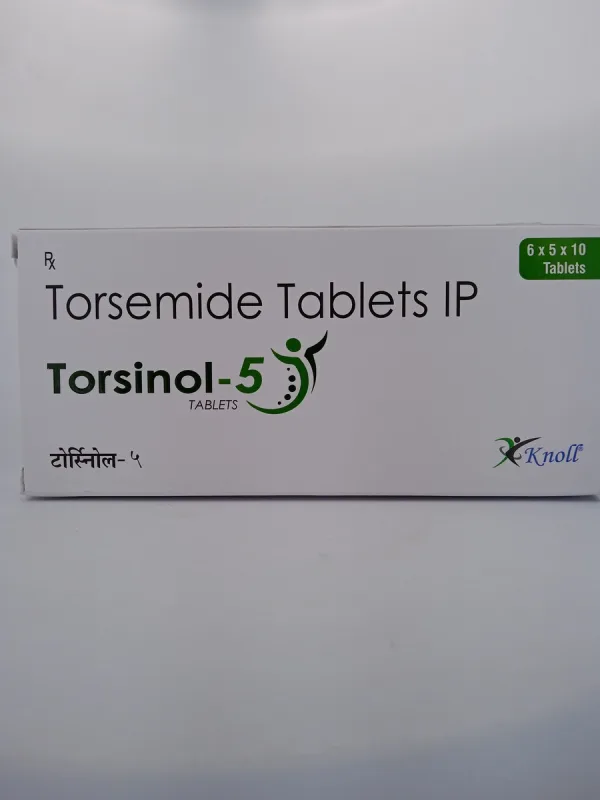 Rx
6 x 5 x 10
Tablets
Torsemide Tablets IP
Torsinol-5
TABLETS
टोर्सिनोल-५
Knoll®